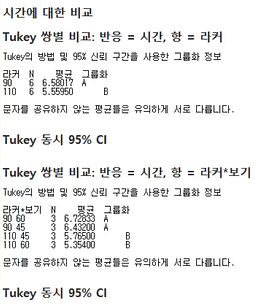 시간에 대한 비교
Tukey 쌍별 비교: 반응 = 시간, 항 = 라커
Tukey의 방법 및 95% 신뢰 구간을 사용한 그룹화 정보
라커 N 평균 그룹화
90 6 6.58017 A
110 6 5.55950 B
문자를 공유하지 않는 평균들은 유의하게 서로 다릅니다.
Tukey 동시 95% CI
Tukey 쌍별 비교: 반응 = 시간, 항 = 라커*보기
Tukey의 방법 및 95% 신뢰 구간을 사용한 그룹화 정보
라커*보기 N 평균 그룹화
90 60 3 6.72833 A
90 45 3 6.43200 A
110 45 3 5.76500 B
110 60 3 5.35400 B
문자를 공유하지 않는 평균들은 유의하게 서로 다릅니다.
Tukey 동시 95% CI